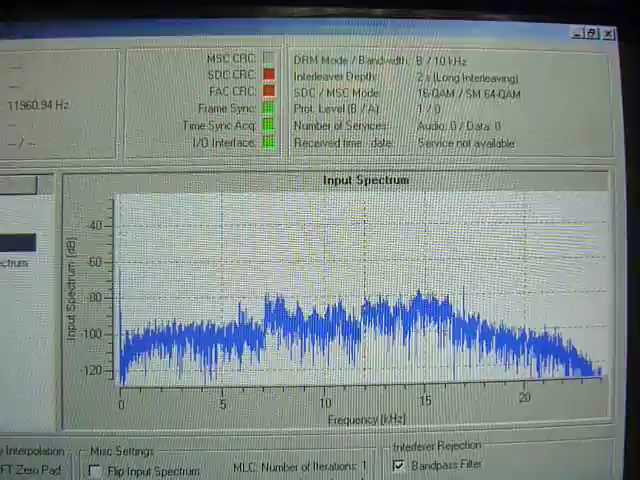 MSC CRC:
SDC CRC:
FAC CRC:
Frame Sync:
Time Sync Acq:
I/O Interface:
11960.94 Hz
-- / --
DRM Mode / Bandwidth: B / 10 kHz
Interleaver Depth: 2 s (Long Interleaving)
SDC / MSC Mode: 16-QAM / SM 64-QAM
Prot. Level (B / A): 1 / 0
Number of Services: Audio: 0 / Data: 0
Received time - date: Service not available
ctrum
Input Spectrum
Input Spectrum [dB]
-40
-60
-80
-100
-120
0 5 10 15 20
Frequency [kHz]
y Interpolation
FT Zero Pad
Misc Settings
Flip Input Spectrum
MLC: Number of Iterations: 1
Interferer Rejection
Bandpass Filter